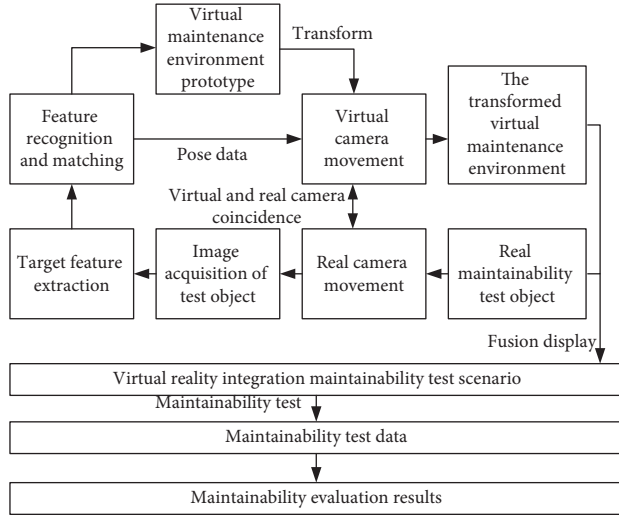 Virtual
maintenance
environment
prototype
Transform
Feature
recognition
and matching
Pose data
Virtual
camera
movement
The
transformed
virtual
maintenance
environment
Virtual and real camera
coincidence
Target feature
extraction
Image
acquisition of
test object
Real camera
movement
Real
maintainability
test object
Fusion display
Virtual reality integration maintainability test scenario
Maintainability test
Maintainability test data
Maintainability evaluation results